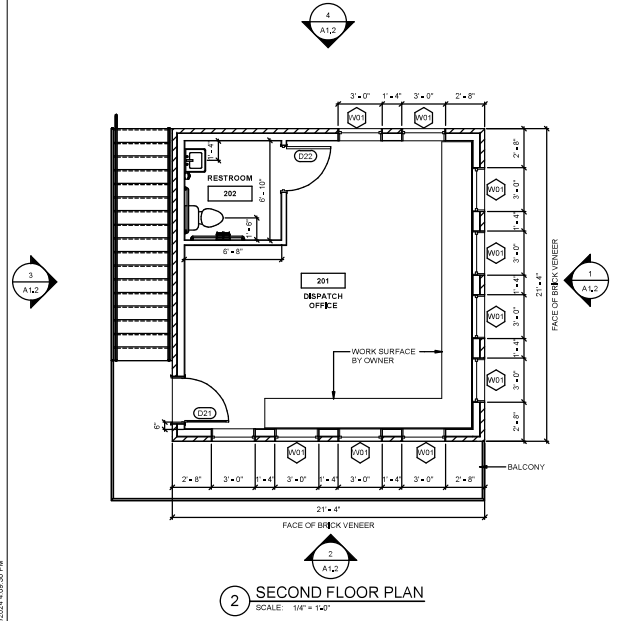 4
A1.2
3'-0" 1'-4" 3'-0" 2'-8"
W01 W01
D22
1'-4"
RESTROOM
202
6'-10"
1'-6"
6'-8"
2'-8"
W01
3'-0"
1'-4"
W01
3'-0"
1'-4"
W01
3'-0"
1'-4"
W01
3'-0"
2'-8"
21'-4"
FACE OF BRICK VENEER
3
A1.2
1
A1.2
201
DISPATCH
OFFICE
WORK SURFACE
BY OWNER
D21
6"
W01 W01 W01
BALCONY
2'-8" 3'-0" 1'-4" 3'-0" 1'-4" 3'-0" 1'-4" 3'-0" 2'-8"
21'-4"
FACE OF BRICK VENEER
2
A1.2
2 SECOND FLOOR PLAN
SCALE: 1/4" = 1'-0"